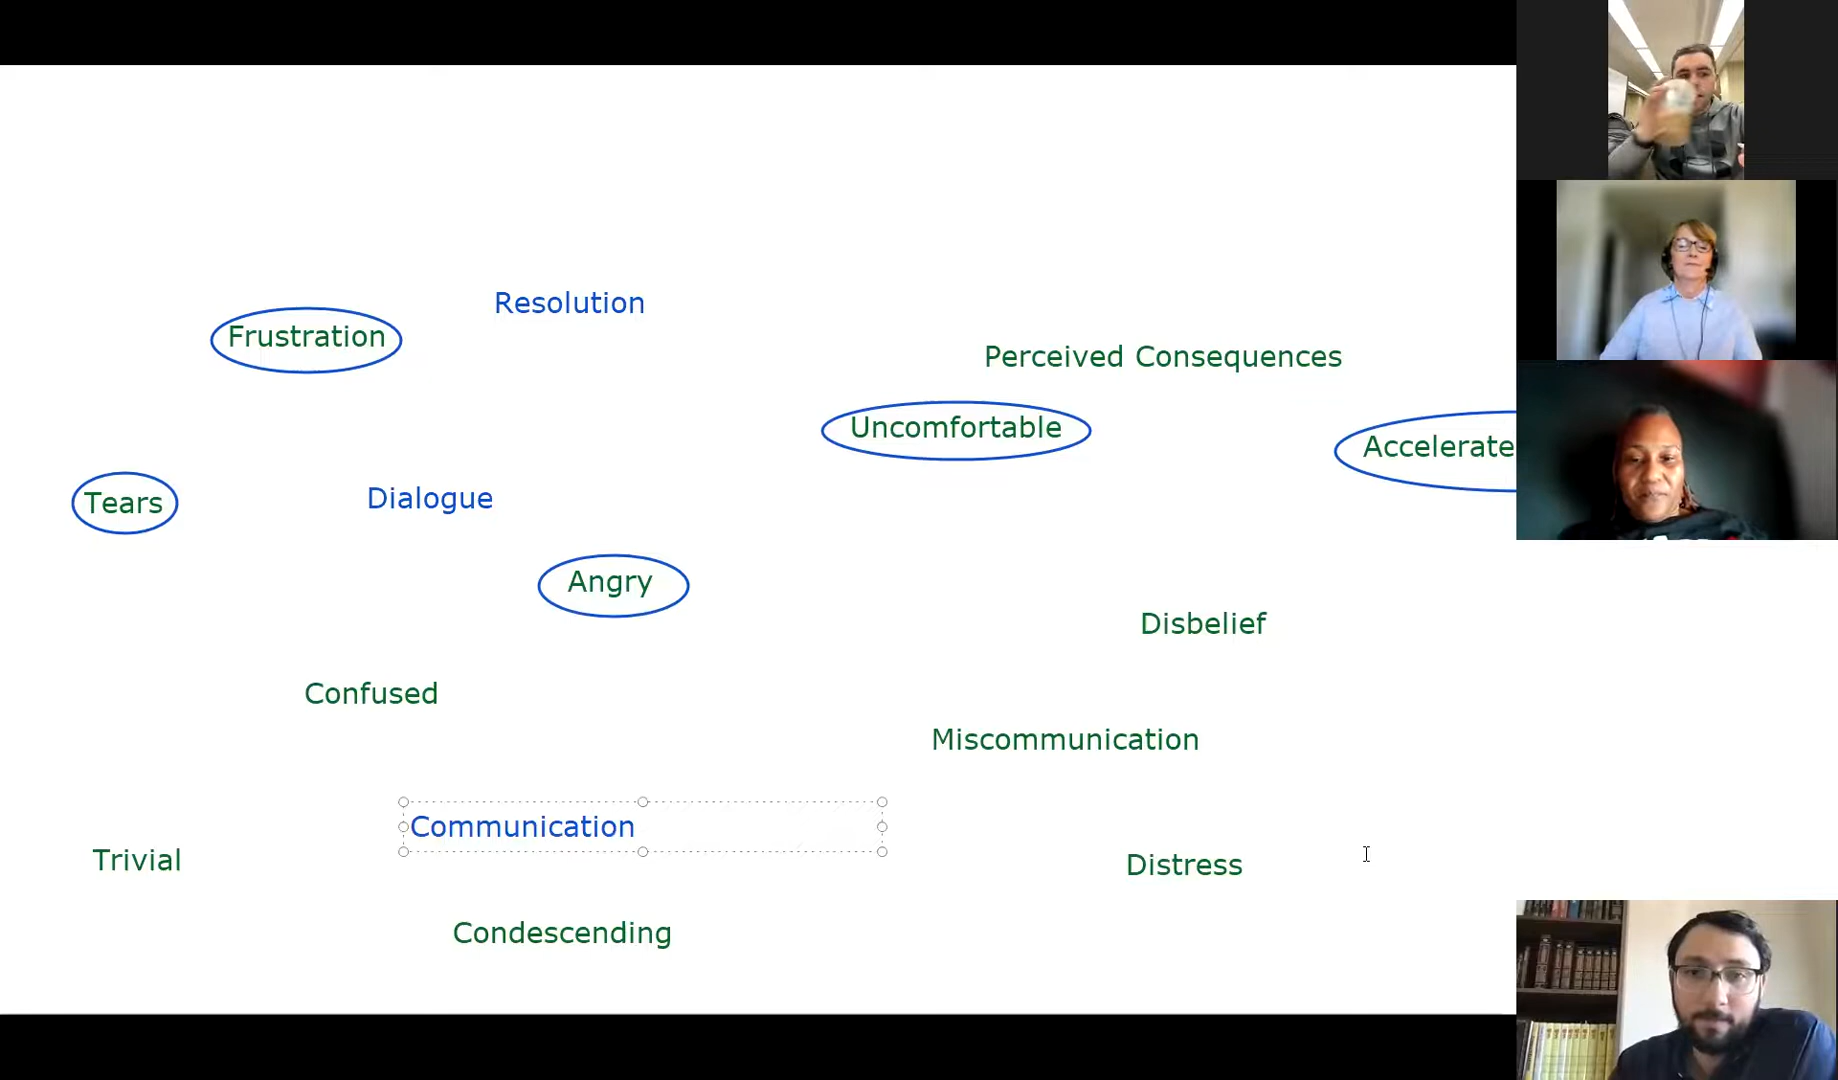 Resolution
Frustration
Perceived Consequences
Uncomfortable
Accelerate
Dialogue
Tears
Angry
Disbelief
Confused
Miscommunication
Communication
Trivial
Distress
Condescending